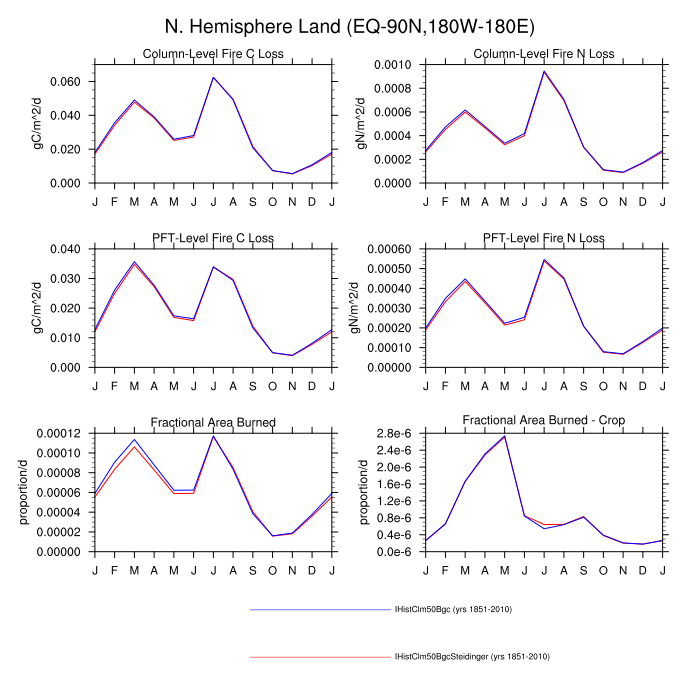 N. Hemisphere Land (EQ-90N,180W-180E)
Column-Level Fire C Loss
gC/m^2/d
0.060
0.040
0.020
0.000
J F M A M J J A S O N D J
Column-Level Fire N Loss
gN/m^2/d
0.0010
0.0008
0.0006
0.0004
0.0002
0.0000
J F M A M J J A S O N D J
PFT-Level Fire C Loss
gC/m^2/d
0.040
0.030
0.020
0.010
0.000
J F M A M J J A S O N D J
PFT-Level Fire N Loss
gN/m^2/d
0.00060
0.00050
0.00040
0.00030
0.00020
0.00010
0.00000
J F M A M J J A S O N D J
Fractional Area Burned
proportion/d
0.00012
0.00010
0.00008
0.00006
0.00004
0.00002
0.00000
J F M A M J J A S O N D J
Fractional Area Burned - Crop
proportion/d
2.8e-6
2.4e-6
2.0e-6
1.6e-6
1.2e-6
0.8e-6
0.4e-6
0.0e-6
J F M A M J J A S O N D J
IHistClm50Bgc (yrs 1851-2010)
IHistClm50BgcSteidinger (yrs 1851-2010)